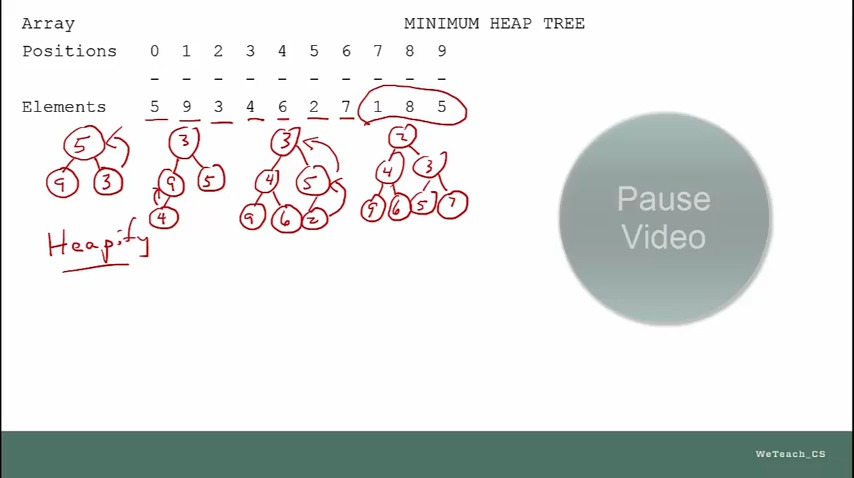 Array MINIMUM HEAP TREE
Positions 0 1 2 3 4 5 6 7 8 9
- - - - - - - - - -
Elements 5 9 3 4 6 2 7 1 8 5
5 3 3 2
9 3 9 5 4 5 4 3
4 9 6 2 9 6 5 7
Heapify
Pause
Video
WeTeach_CS